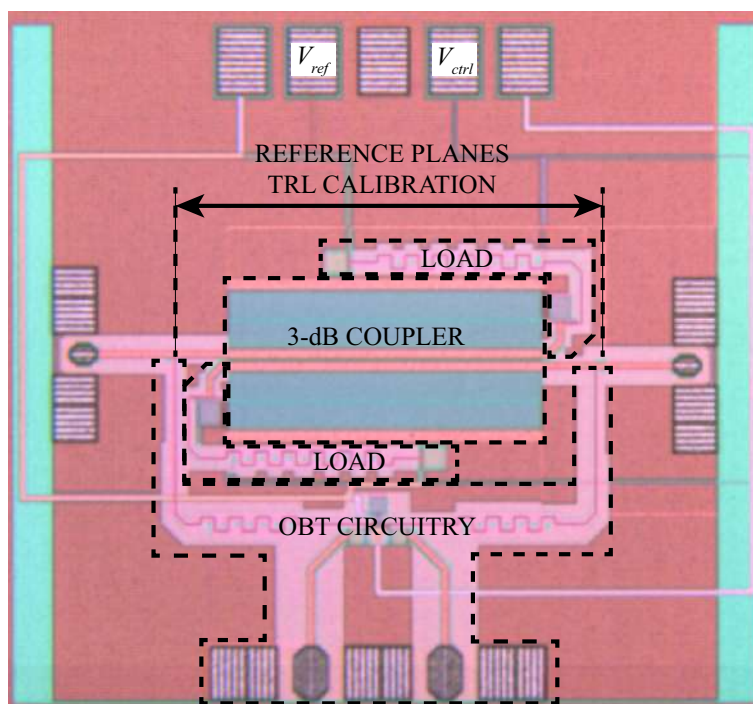 V_ref
V_ctrl
REFERENCE PLANES
TRL CALIBRATION
LOAD
3-dB COUPLER
LOAD
OBT CIRCUITRY